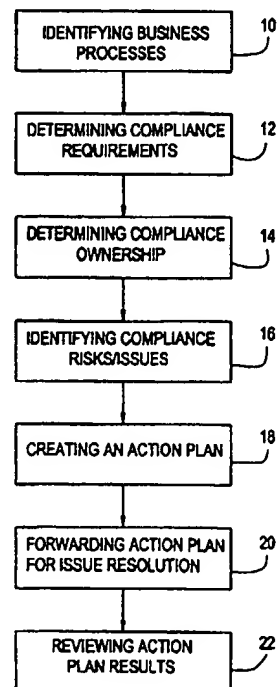 IDENTIFYING BUSINESS
PROCESSES
10
DETERMINING COMPLIANCE
REQUIREMENTS
12
DETERMINING COMPLIANCE
OWNERSHIP
14
IDENTIFYING COMPLIANCE
RISKS/ISSUES
16
CREATING AN ACTION PLAN
18
FORWARDING ACTION PLAN
FOR ISSUE RESOLUTION
20
REVIEWING ACTION
PLAN RESULTS
22